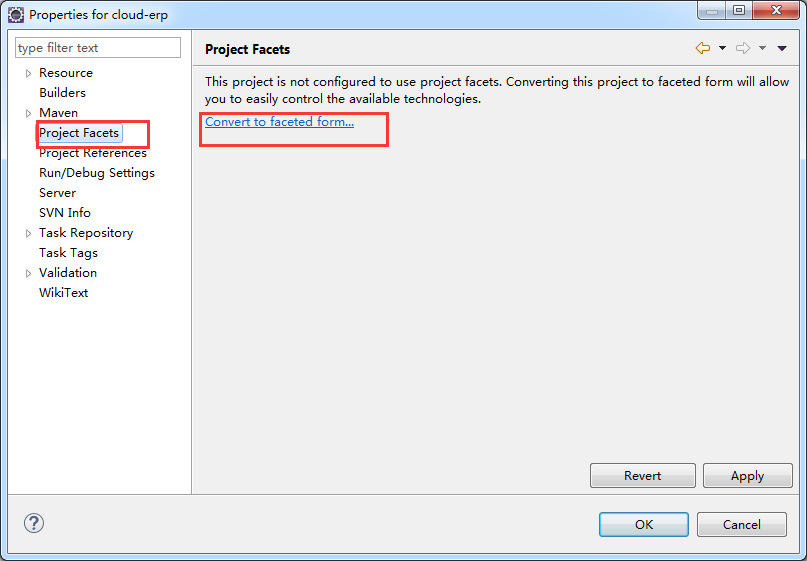 Properties for cloud-erp
type filter text
Resource
Builders
Maven
Project Facets
Project References
Run/Debug Settings
Server
SVN Info
Task Repository
Task Tags
Validation
WikiText
Project Facets
This project is not configured to use project facets. Converting this project to faceted form will allow
you to easily control the available technologies.
Convert to faceted form...
Revert
Apply
?
OK
Cancel